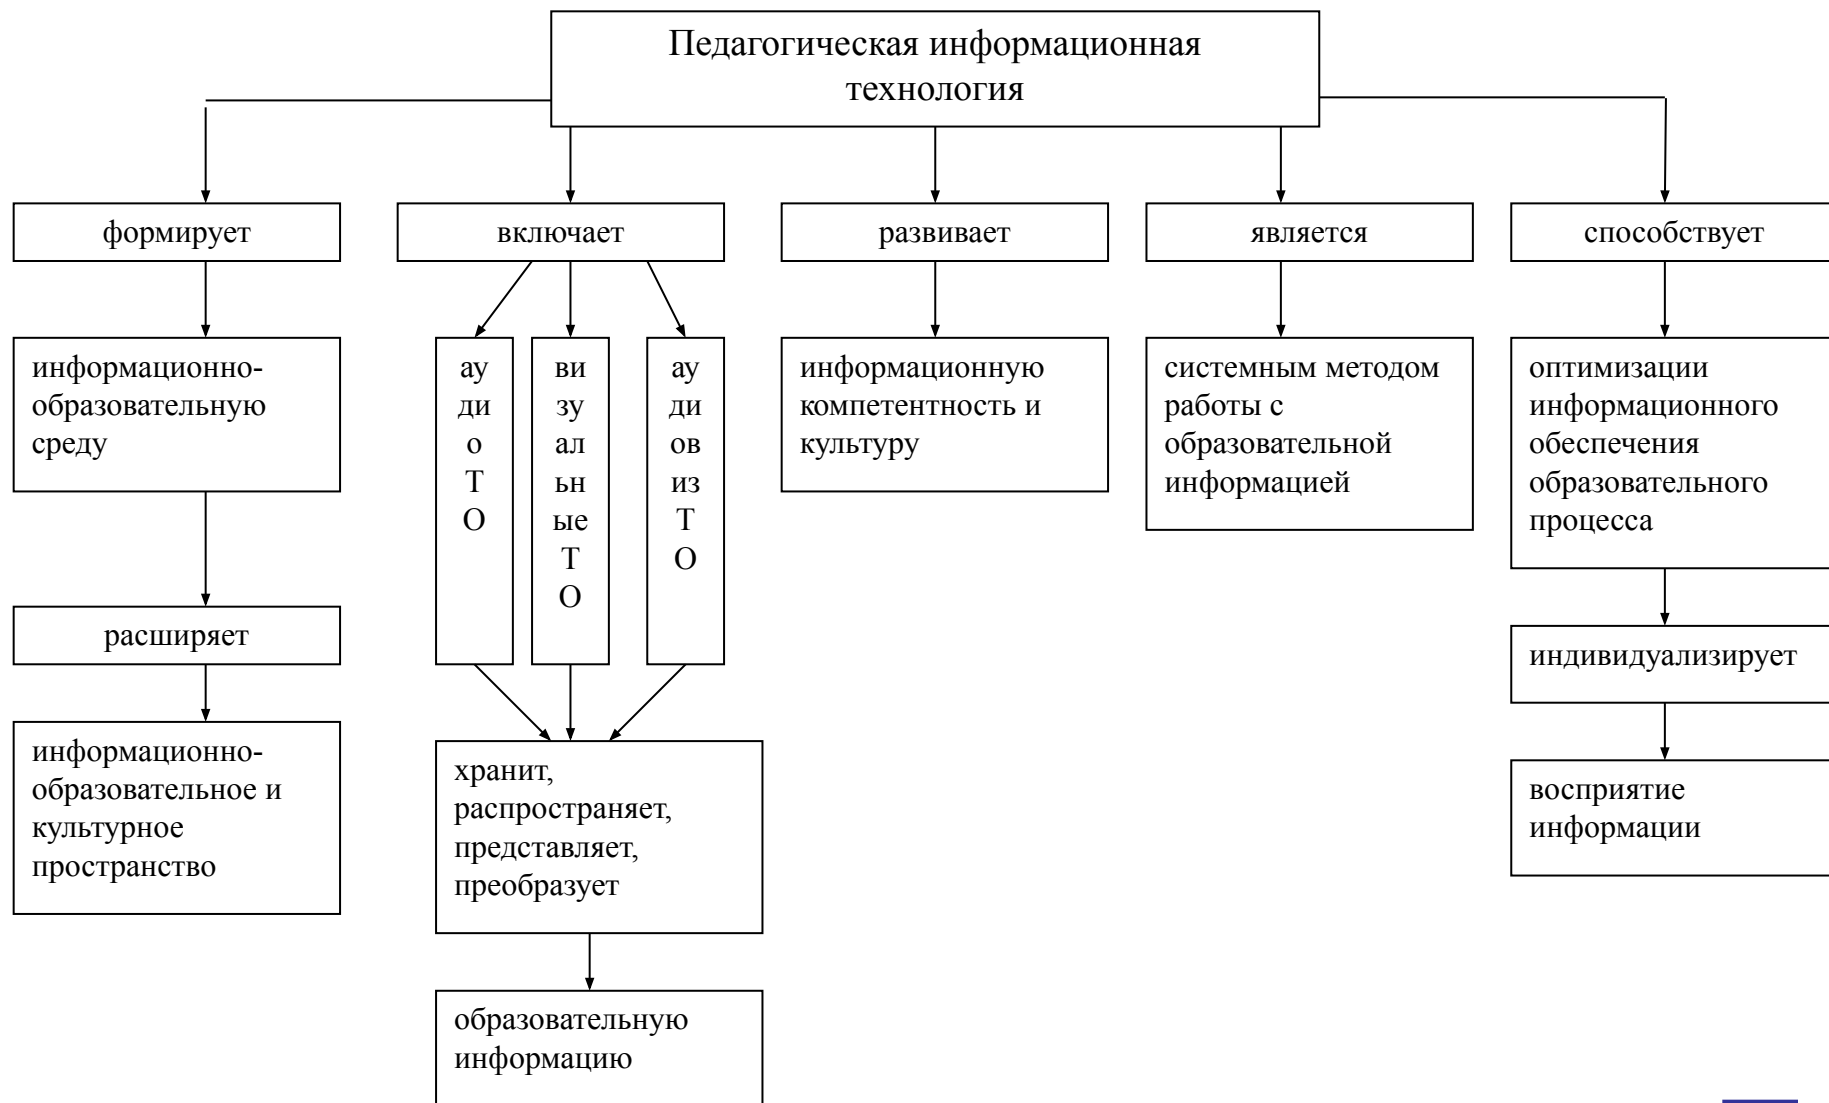 Педагогическая информационная
технология
формирует
включает
развивает
является
способствует
информационно-
образовательную
среду
ау
ди
о
Т
О
ви
зу
ал
ьн
ые
Т
О
ау
ди
ов
из
Т
О
информационную
компетентность и
культуру
системным методом
работы с
образовательной
информацией
оптимизации
информационного
обеспечения
образовательного
процесса
расширяет
индивидуализирует
информационно-
образовательное и
культурное
пространство
хранит,
распространяет,
представляет,
преобразует
восприятие
информации
образовательную
информацию